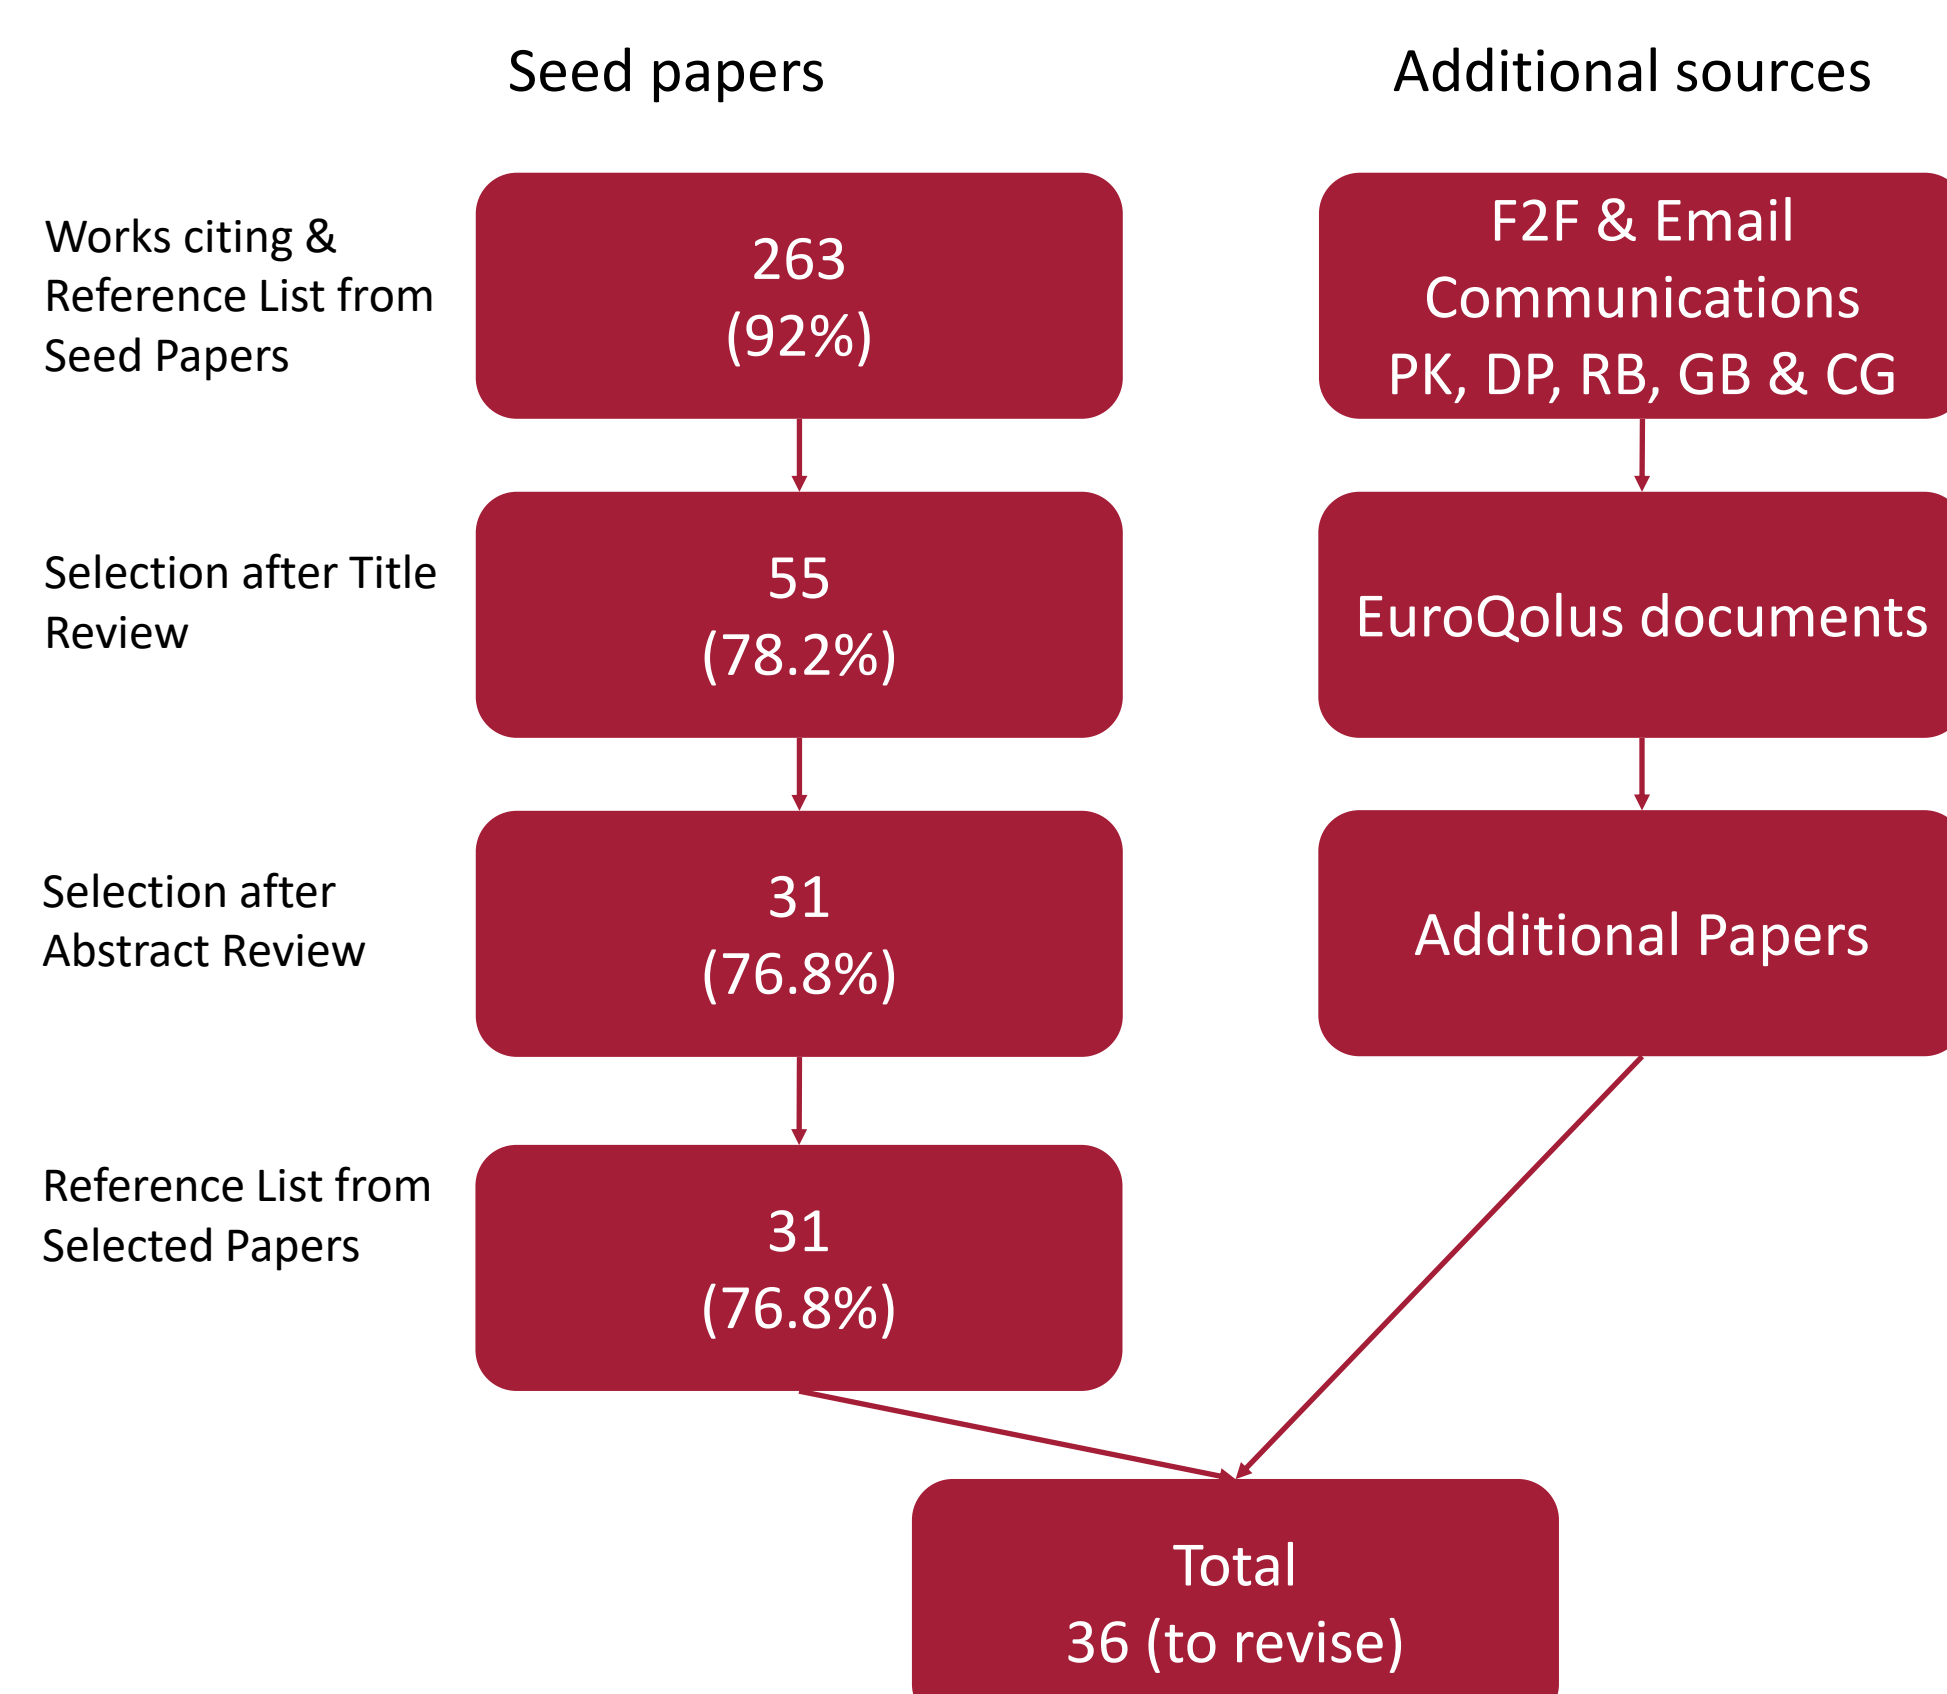 Seed papers
Additional sources
Works citing &
Reference List from
Seed Papers
263
(92%)
F2F & Email
Communications
PK, DP, RB, GB & CG
Selection after Title
Review
55
(78.2%)
EuroQolus documents
Selection after
Abstract Review
31
(76.8%)
Additional Papers
Reference List from
Selected Papers
31
(76.8%)
Total
36 (to revise)